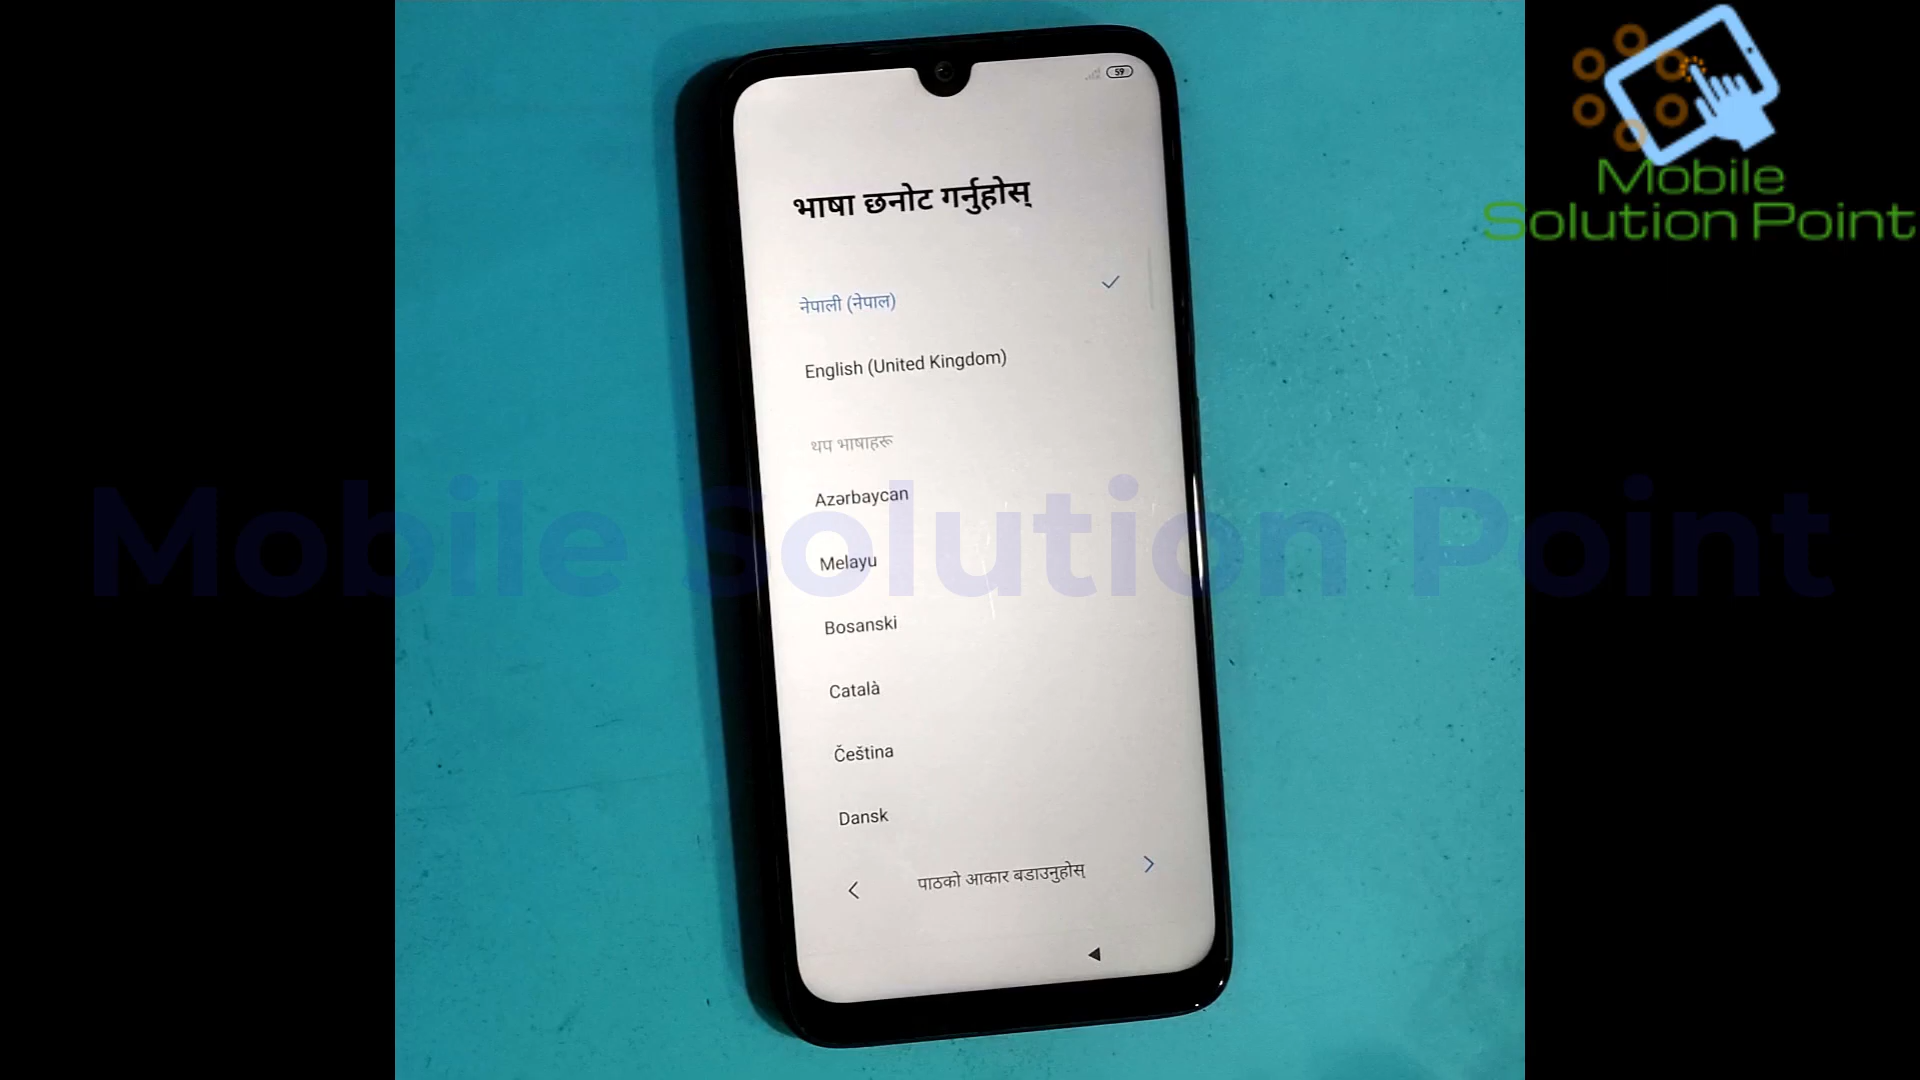 Mobile
Solution Point
59
भाषा छनोट गर्नुहोस्
नेपाली (नेपाल)
English (United Kingdom)
थप भाषाहरू
Azərbaycan
Mobile Solution Point
Melayu
Bosanski
Català
Čeština
Dansk
पाठको आकार बडाउनुहोस्